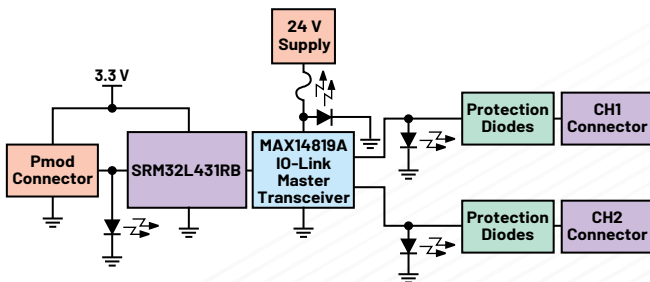 24 V
Supply
3.3 V
Pmod
Connector
SRM32L431RB
MAX14819A
IO-Link
Master
Transceiver
Protection
Diodes
CH1
Connector
Protection
Diodes
CH2
Connector